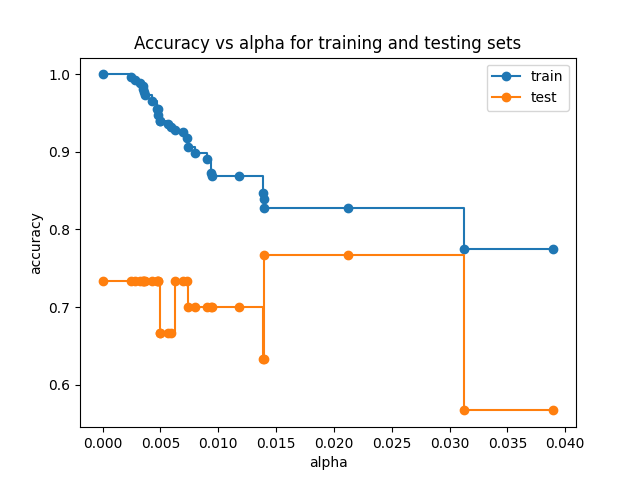 Accuracy vs alpha for training and testing sets
train
test
accuracy
1.0
0.9
0.8
0.7
0.6
0.000 0.005 0.010 0.015 0.020 0.025 0.030 0.035 0.040
alpha